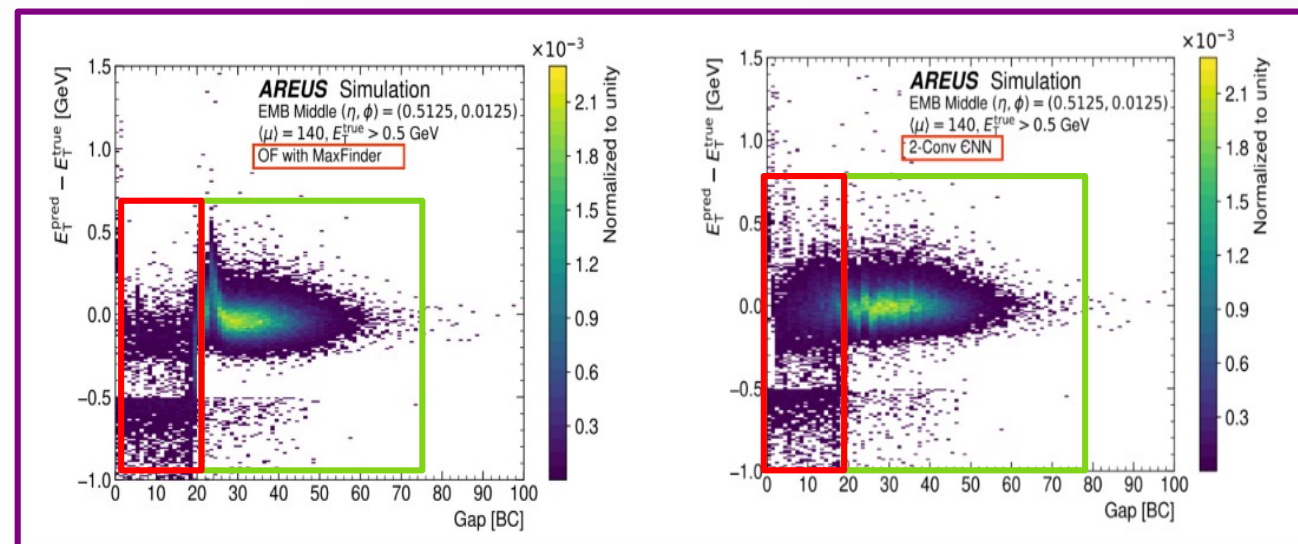 ×10⁻³
AREUS Simulation
EMB Middle (η, ϕ) = (0.5125, 0.0125)
⟨μ⟩ = 140, E_T^true > 0.5 GeV
OF with MaxFinder
E_T^pred − E_T^true [GeV]
1.5
1.0
0.5
0.0
−0.5
−1.0
0 10 20 30 40 50 60 70 80 90 100
Gap [BC]
2.1
1.8
1.5
1.2
0.9
0.6
0.3
Normalized to unity
×10⁻³
AREUS Simulation
EMB Middle (η, ϕ) = (0.5125, 0.0125)
⟨μ⟩ = 140, E_T^true > 0.5 GeV
2-Conv CNN
E_T^pred − E_T^true [GeV]
1.5
1.0
0.5
0.0
−0.5
−1.0
0 10 20 30 40 50 60 70 80 90 100
Gap [BC]
2.1
1.8
1.5
1.2
0.9
0.6
0.3
Normalized to unity